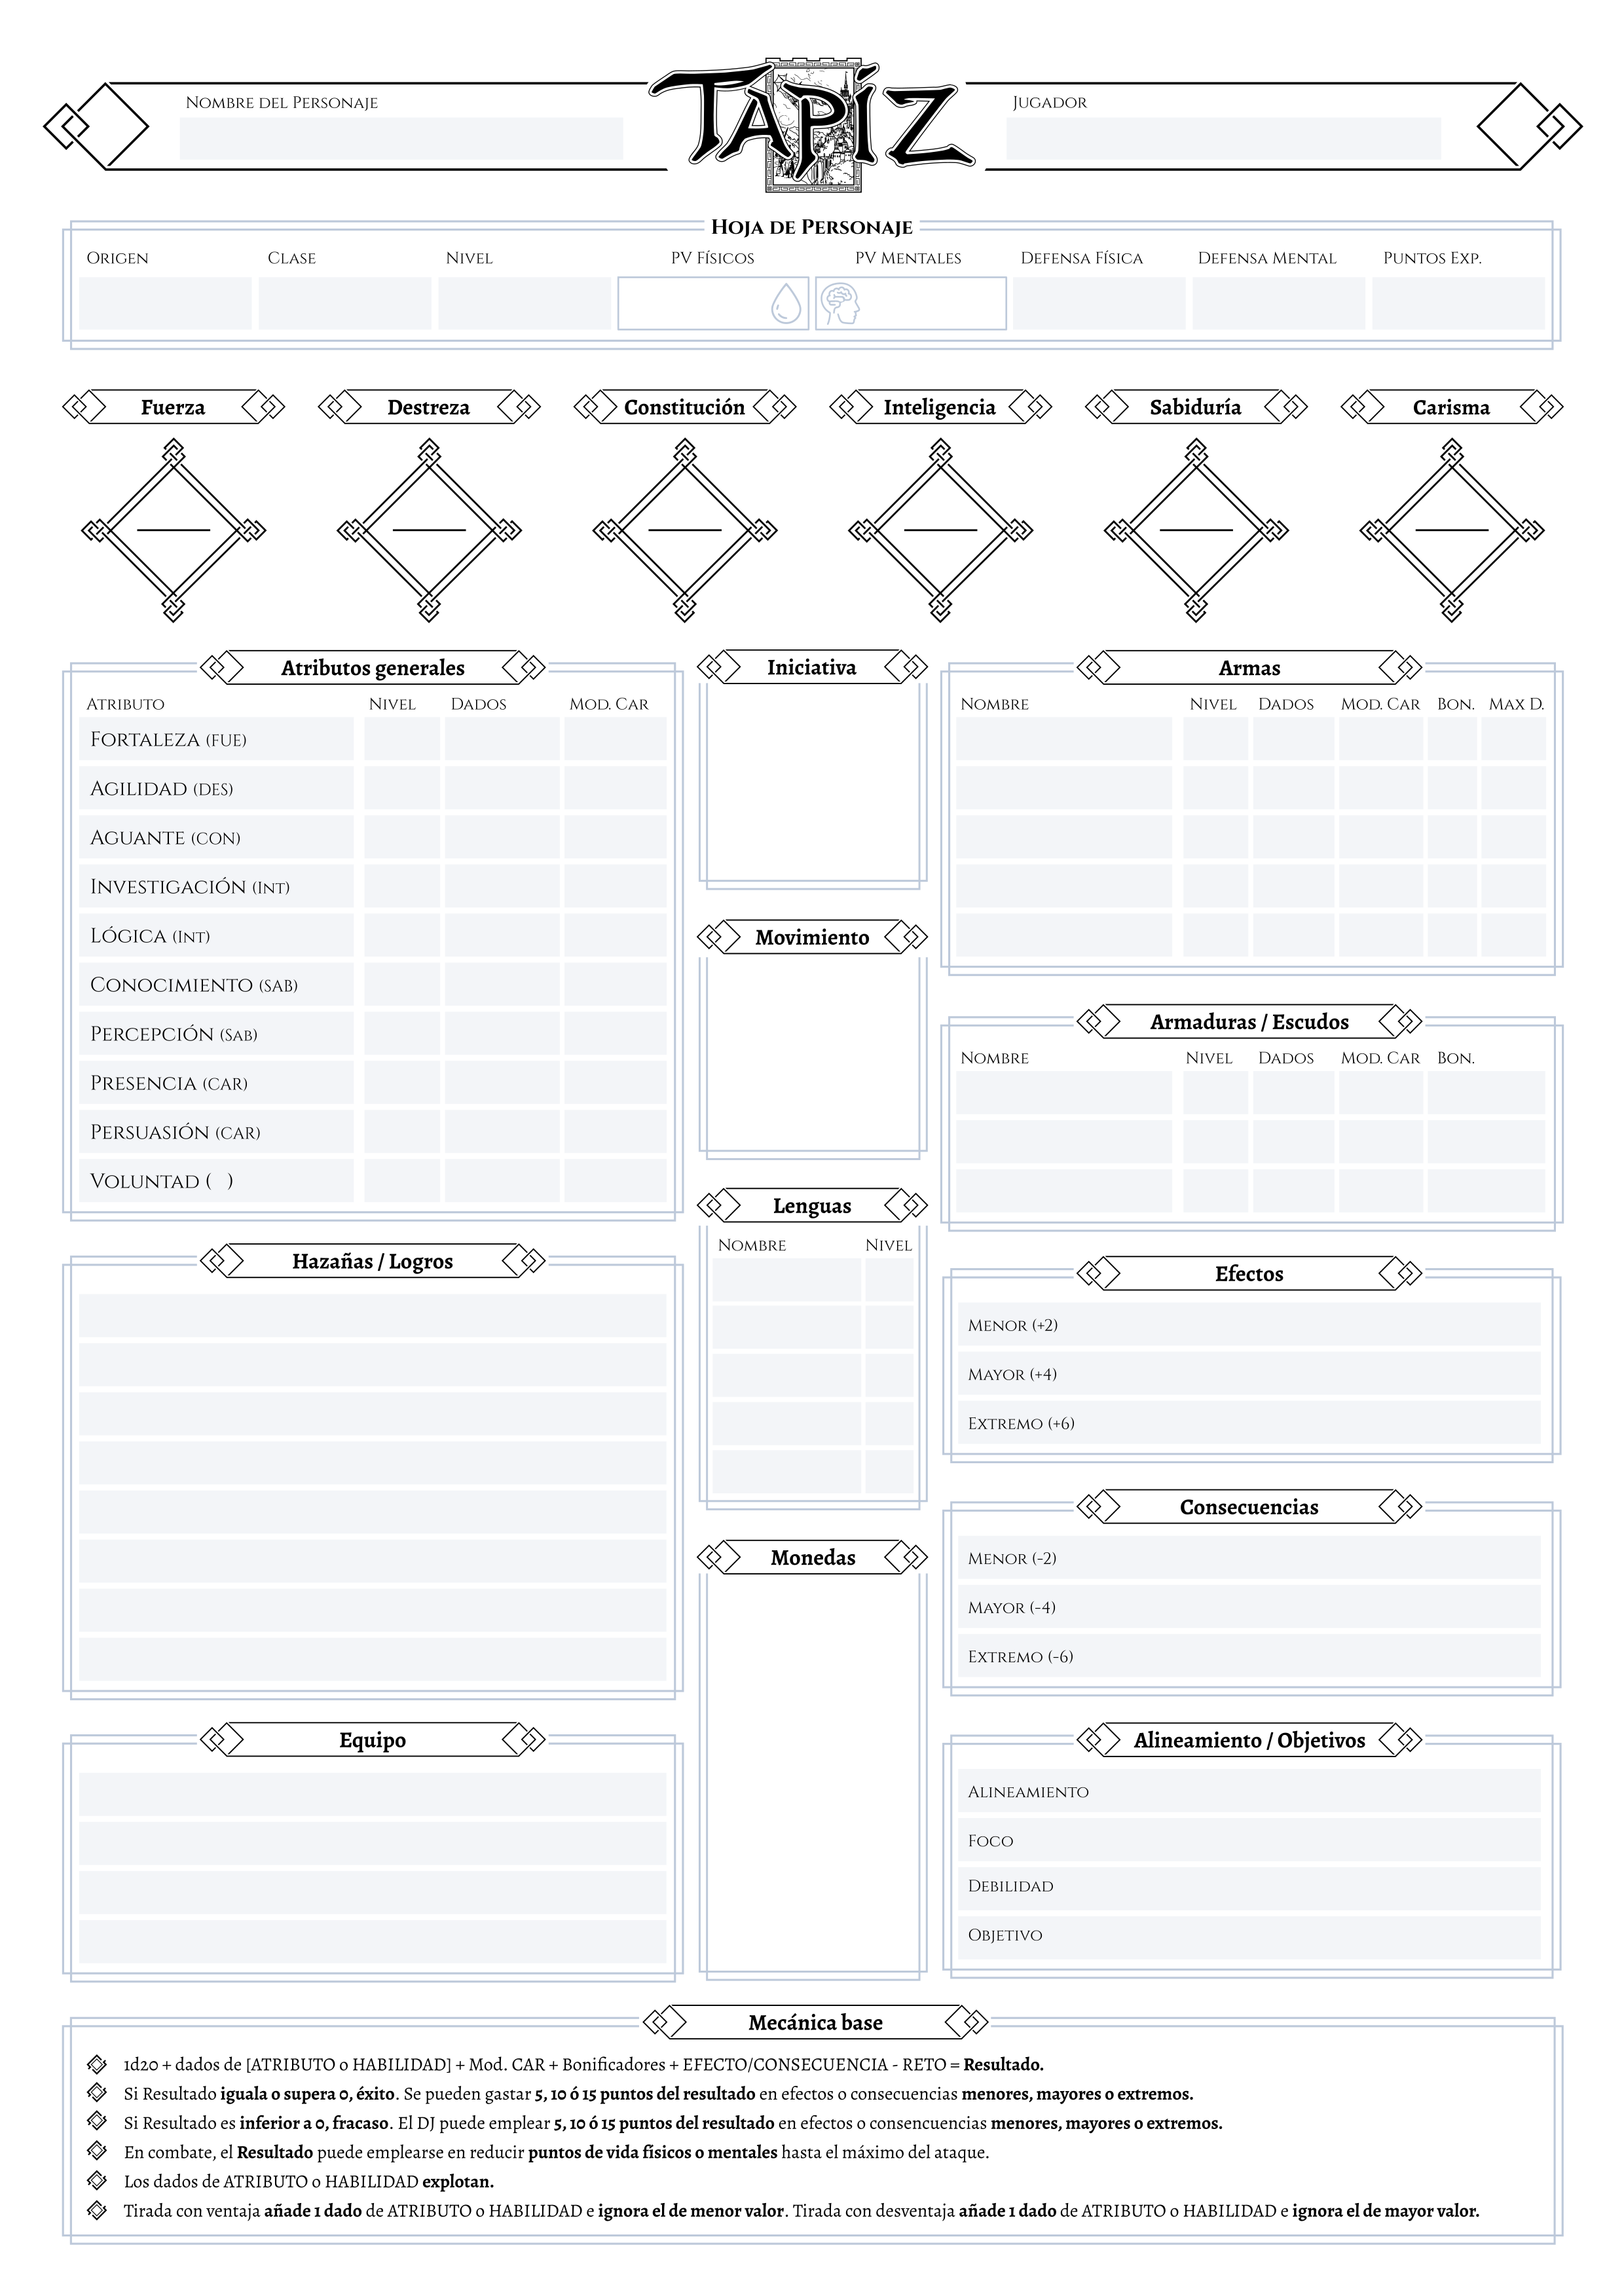 Nombre del Personaje
TAPÍZ
Jugador
Hoja de Personaje
Origen Clase Nivel PV Físicos PV Mentales Defensa Física Defensa Mental Puntos Exp.
Fuerza Destreza Constitución Inteligencia Sabiduría Carisma
Atributos generales
Atributo Nivel Dados Mod. Car
Fortaleza (FUE)
Agilidad (DES)
Aguante (CON)
Investigación (Int)
Lógica (Int)
Conocimiento (SAB)
Percepción (Sab)
Presencia (CAR)
Persuasión (CAR)
Voluntad ( )
Hazañas / Logros
Equipo
Iniciativa
Movimiento
Lenguas
Nombre Nivel
Monedas
Armas
Nombre Nivel Dados Mod. Car Bon. Max D.
Armaduras / Escudos
Nombre Nivel Dados Mod. Car Bon.
Efectos
Menor (+2)
Mayor (+4)
Extremo (+6)
Consecuencias
Menor (-2)
Mayor (-4)
Extremo (-6)
Alineamiento / Objetivos
Alineamiento
Foco
Debilidad
Objetivo
Mecánica base
1d20 + dados de [ATRIBUTO o HABILIDAD] + Mod. CAR + Bonificadores + EFECTO/CONSECUENCIA - RETO = Resultado.
Si Resultado iguala o supera 0, éxito. Se pueden gastar 5, 10 ó 15 puntos del resultado en efectos o consecuencias menores, mayores o extremos.
Si Resultado es inferior a 0, fracaso. El DJ puede emplear 5, 10 ó 15 puntos del resultado en efectos o consencuencias menores, mayores o extremos.
En combate, el Resultado puede emplearse en reducir puntos de vida físicos o mentales hasta el máximo del ataque.
Los dados de ATRIBUTO o HABILIDAD explotan.
Tirada con ventaja añade 1 dado de ATRIBUTO o HABILIDAD e ignora el de menor valor. Tirada con desventaja añade 1 dado de ATRIBUTO o HABILIDAD e ignora el de mayor valor.